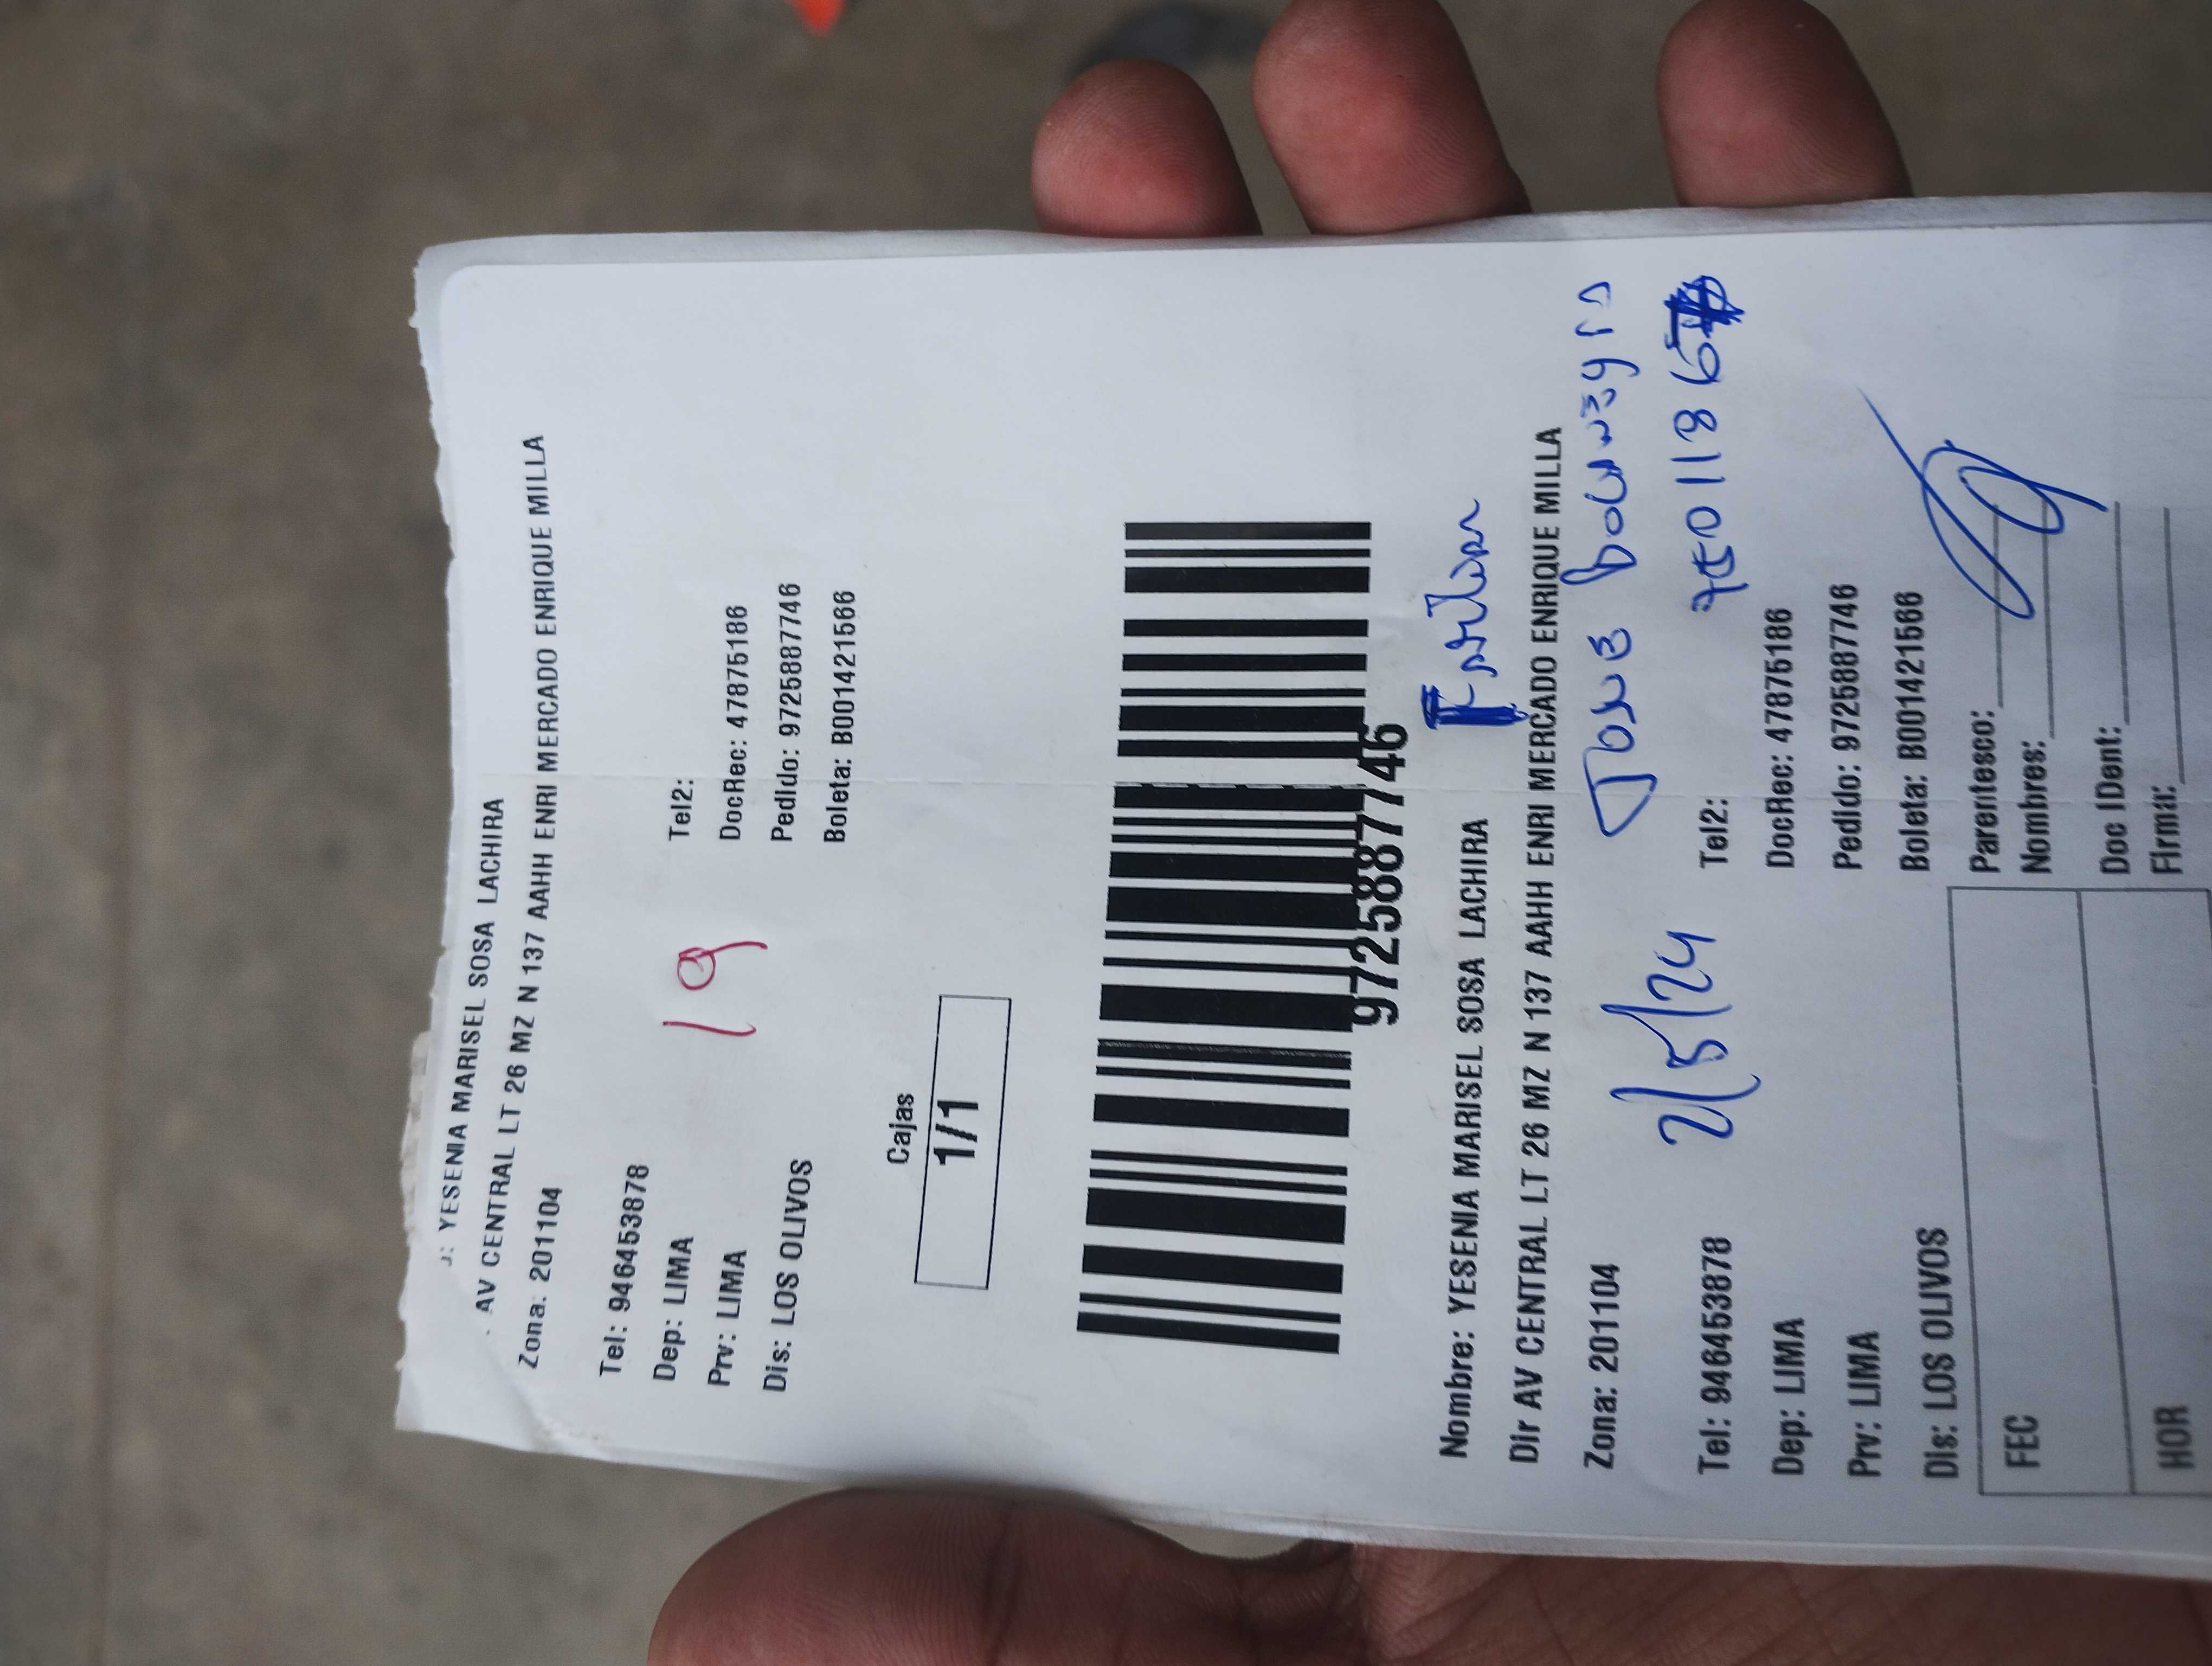 : YESENIA MARISEL SOSA LACHIRA
AV CENTRAL LT 26 MZ N 137 AAHH ENRI MERCADO ENRIQUE MILLA
Zona: 201104
Tel: 946453878
Tel2:
Dep: LIMA
DocRec: 47875186
Prv: LIMA
Pedido: 9725887746
Dis: LOS OLIVOS
Boleta: B001421566
19
Cajas
1/1
9725887746
Nombre: YESENIA MARISEL SOSA LACHIRA
Dir AV CENTRAL LT 26 MZ N 137 AAHH ENRI MERCADO ENRIQUE MILLA
Zona: 201104
2/5/24
Tel: 946453878
Tel2:
Dep: LIMA
DocRec: 47875186
Prv: LIMA
Pedido: 9725887746
Dis: LOS OLIVOS
Boleta: B001421566
FEC
Parentesco:
Nombres:
HOR
Doc IDent:
Firma: